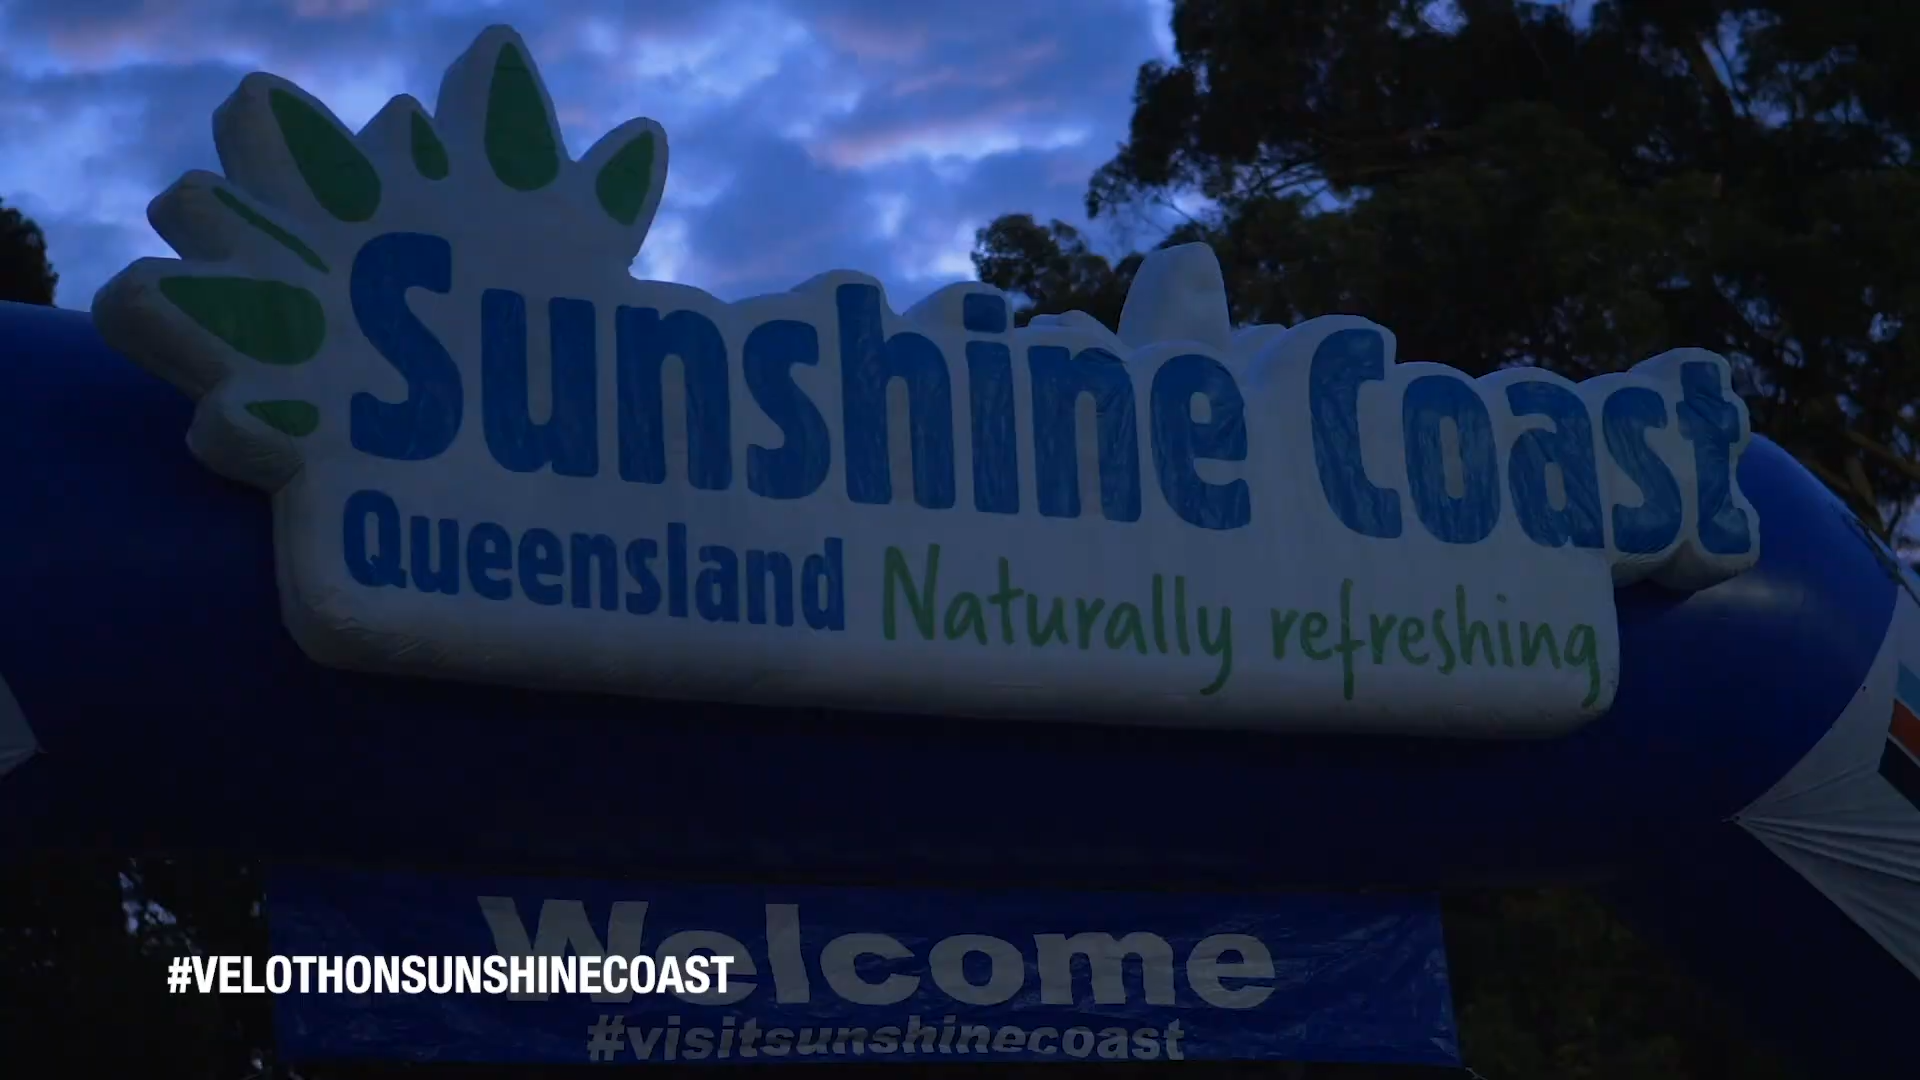 Sunshine Coast
Queensland Naturally refreshing
Welcome
#VELOTHONSUNSHINECOAST
#visitsunshinecoast